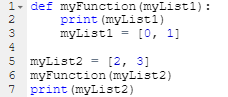 1 def myFunction(myList1):
2     print(myList1)
3     myList1 = [0, 1]
4
5 myList2 = [2, 3]
6 myFunction(myList2)
7 print(myList2)